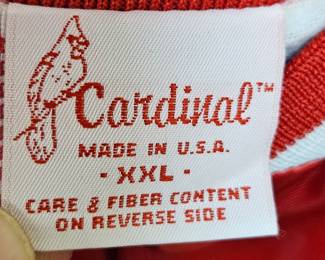 Cardinal™
MADE IN U.S.A.
- XXL -
CARE & FIBER CONTENT
ON REVERSE SIDE